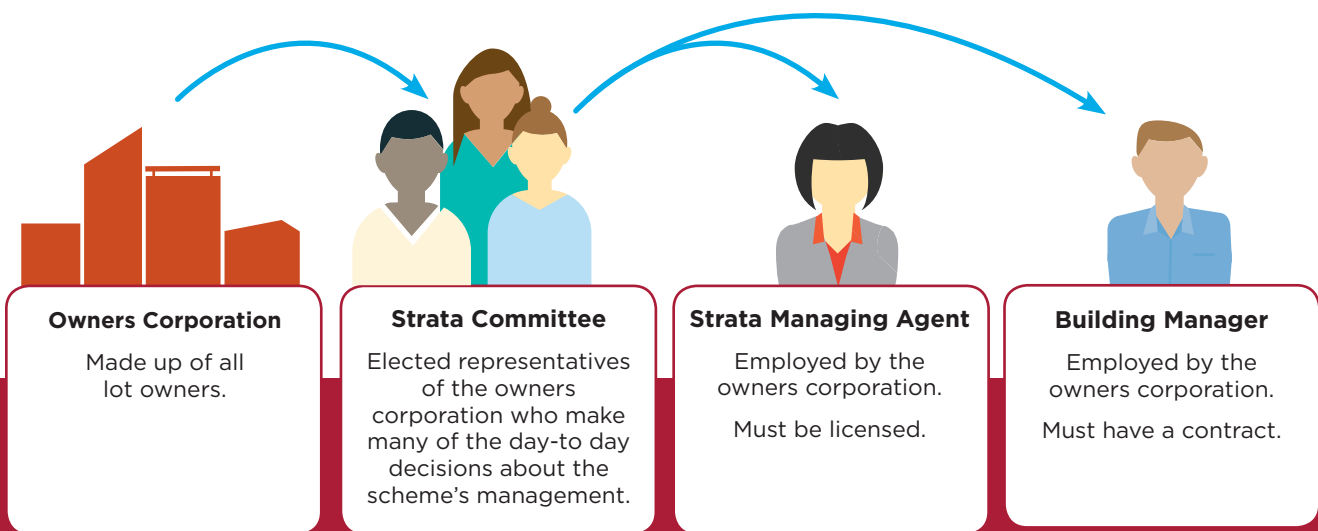 Owners Corporation
Made up of all
lot owners.
Strata Committee
Elected representatives
of the owners
corporation who make
many of the day-to day
decisions about the
scheme's management.
Strata Managing Agent
Employed by the
owners corporation.
Must be licensed.
Building Manager
Employed by the
owners corporation.
Must have a contract.